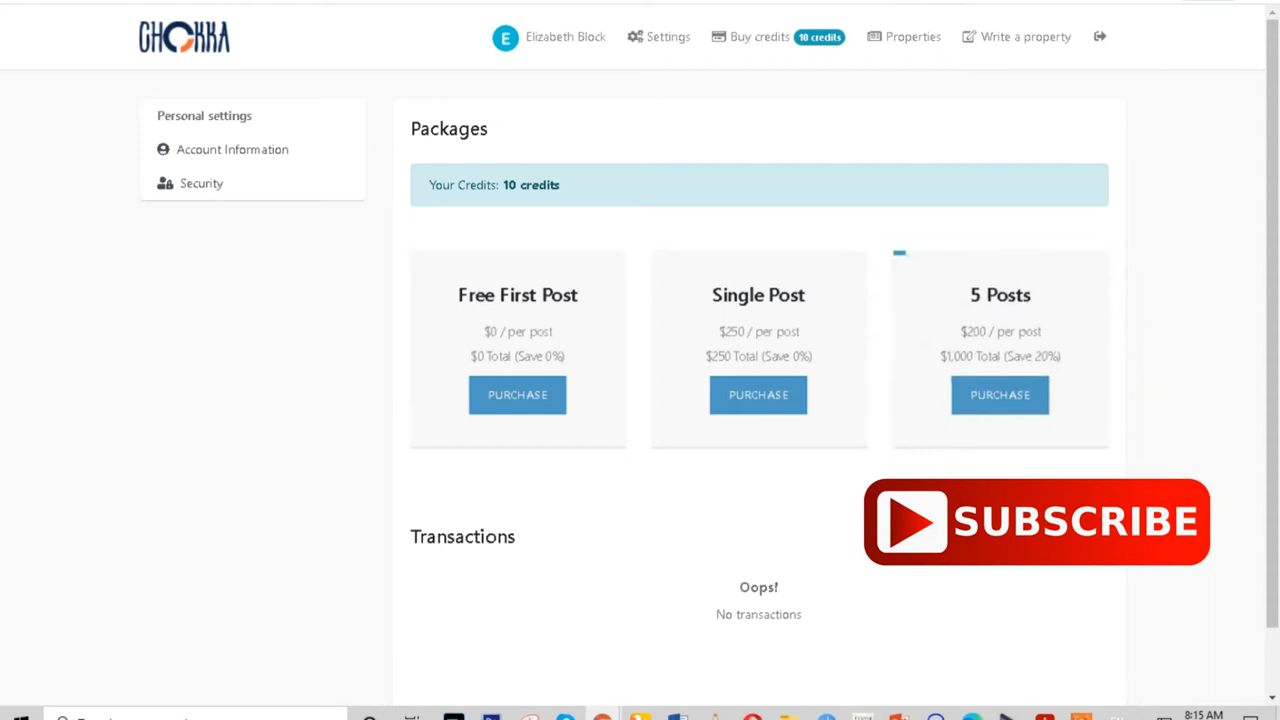 CHOKKA
E Elizabeth Block Settings Buy credits 10 credits Properties Write a property
Personal settings
Account Information
Security
Packages
Your Credits: 10 credits
Free First Post
$0 / per post
$0 Total (Save 0%)
PURCHASE
Single Post
$250 / per post
$250 Total (Save 0%)
PURCHASE
5 Posts
$200 / per post
$1,000 Total (Save 20%)
PURCHASE
SUBSCRIBE
Transactions
Oops!
No transactions
8:15 AM